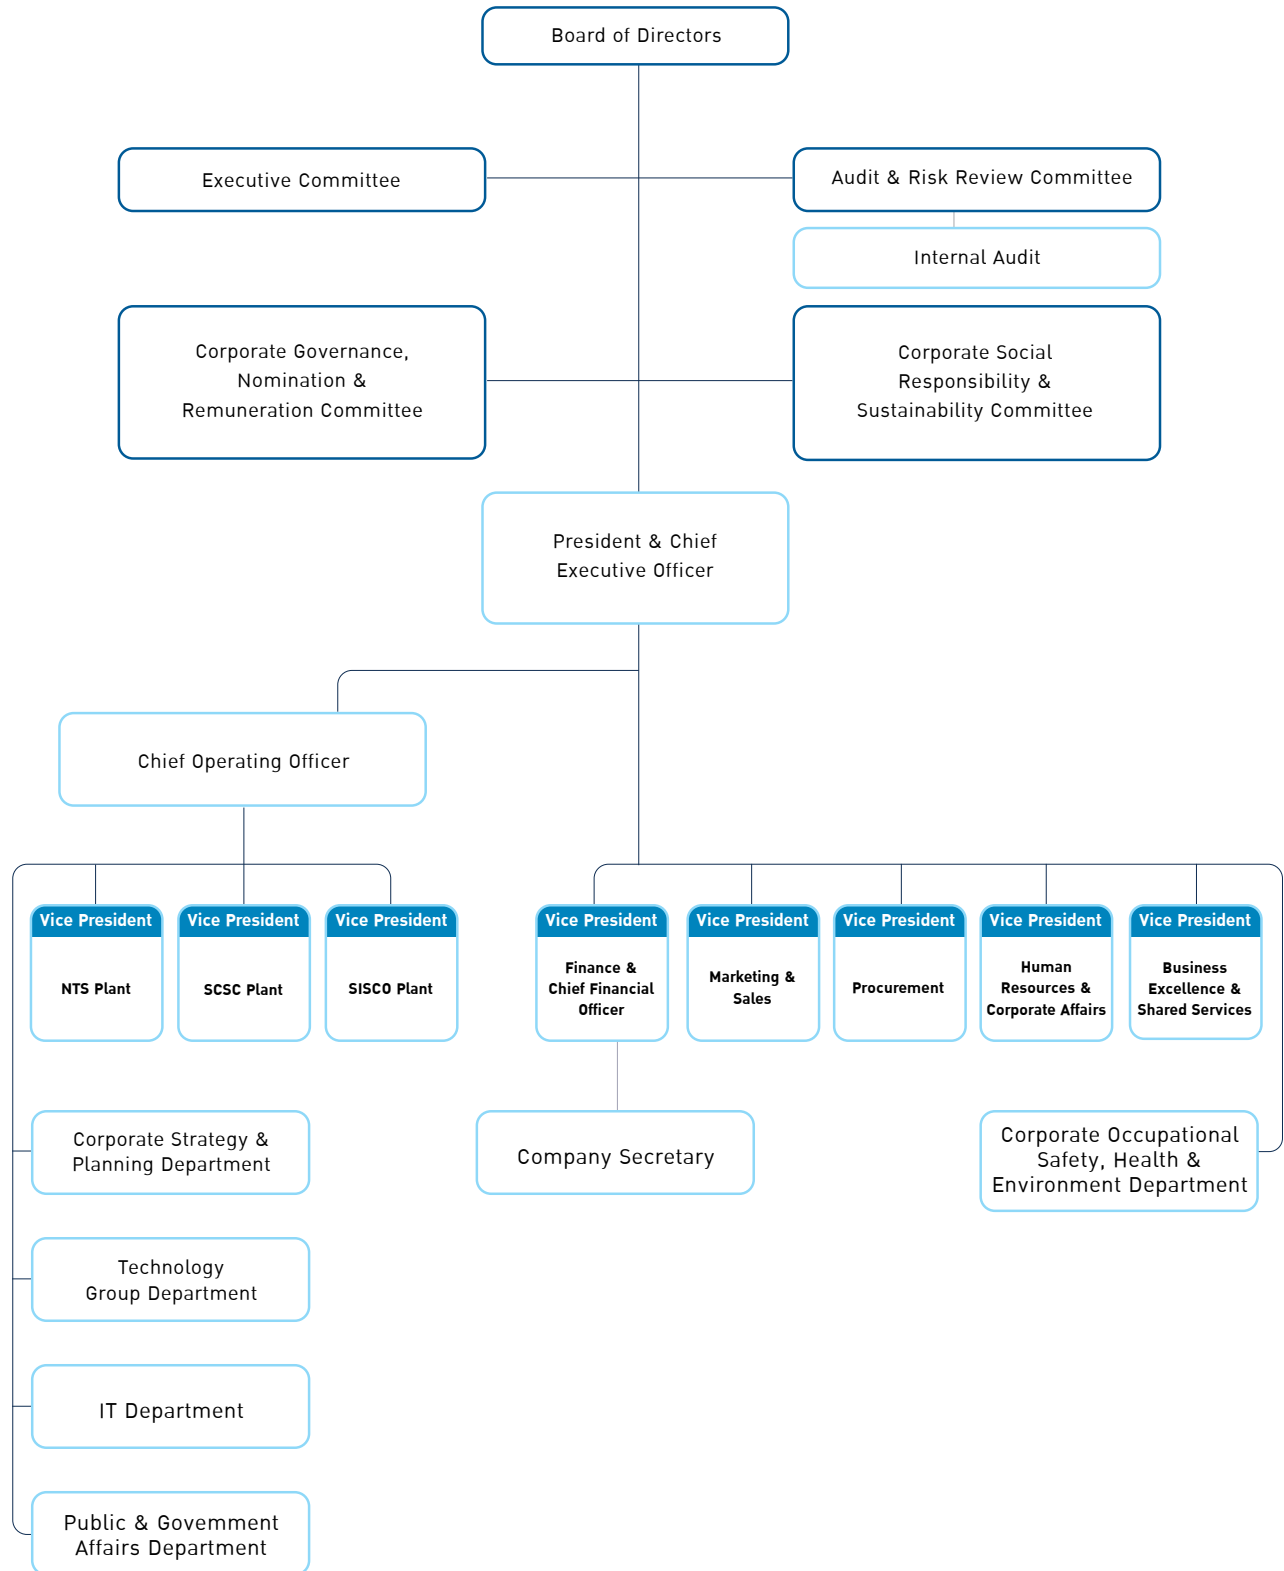 Board of Directors
Executive Committee
Audit & Risk Review Committee
Internal Audit
Corporate Governance,
Nomination &
Remuneration Committee
Corporate Social
Responsibility &
Sustainability Committee
President & Chief
Executive Officer
Chief Operating Officer
Vice President
NTS Plant
Vice President
SCSC Plant
Vice President
SISCO Plant
Vice President
Finance &
Chief Financial
Officer
Vice President
Marketing &
Sales
Vice President
Procurement
Vice President
Human
Resources &
Corporate Affairs
Vice President
Business
Excellence &
Shared Services
Corporate Strategy &
Planning Department
Company Secretary
Corporate Occupational
Safety, Health &
Environment Department
Technology
Group Department
IT Department
Public & Govemment
Affairs Department